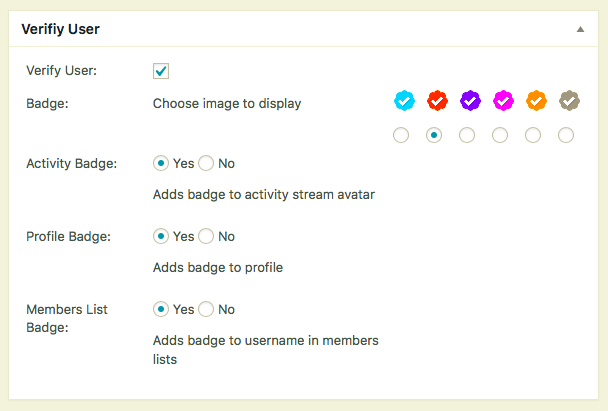 Verifiy User
Verify User:
Badge: Choose image to display
Activity Badge: Yes No
Adds badge to activity stream avatar
Profile Badge: Yes No
Adds badge to profile
Members List Yes No
Badge:
Adds badge to username in members
lists